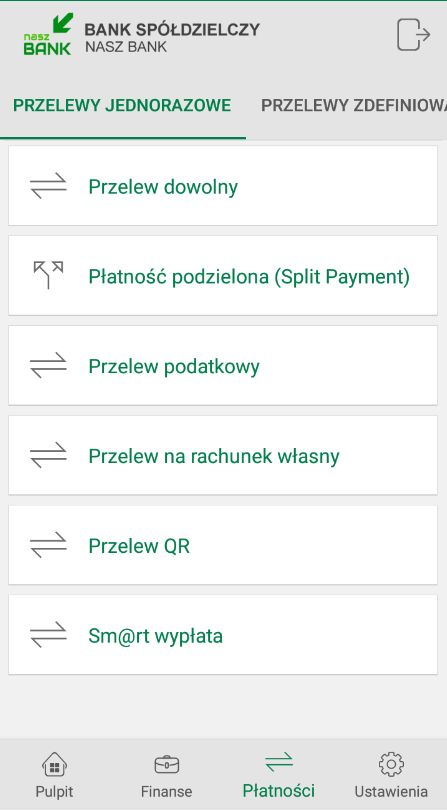 nasz
BANK
BANK SPÓŁDZIELCZY
NASZ BANK
PRZELEWY JEDNORAZOWE
PRZELEWY ZDEFINIOWA
Przelew dowolny
Płatność podzielona (Split Payment)
Przelew podatkowy
Przelew na rachunek własny
Przelew QR
Sm@rt wypłata
Pulpit
Finanse
Płatności
Ustawienia